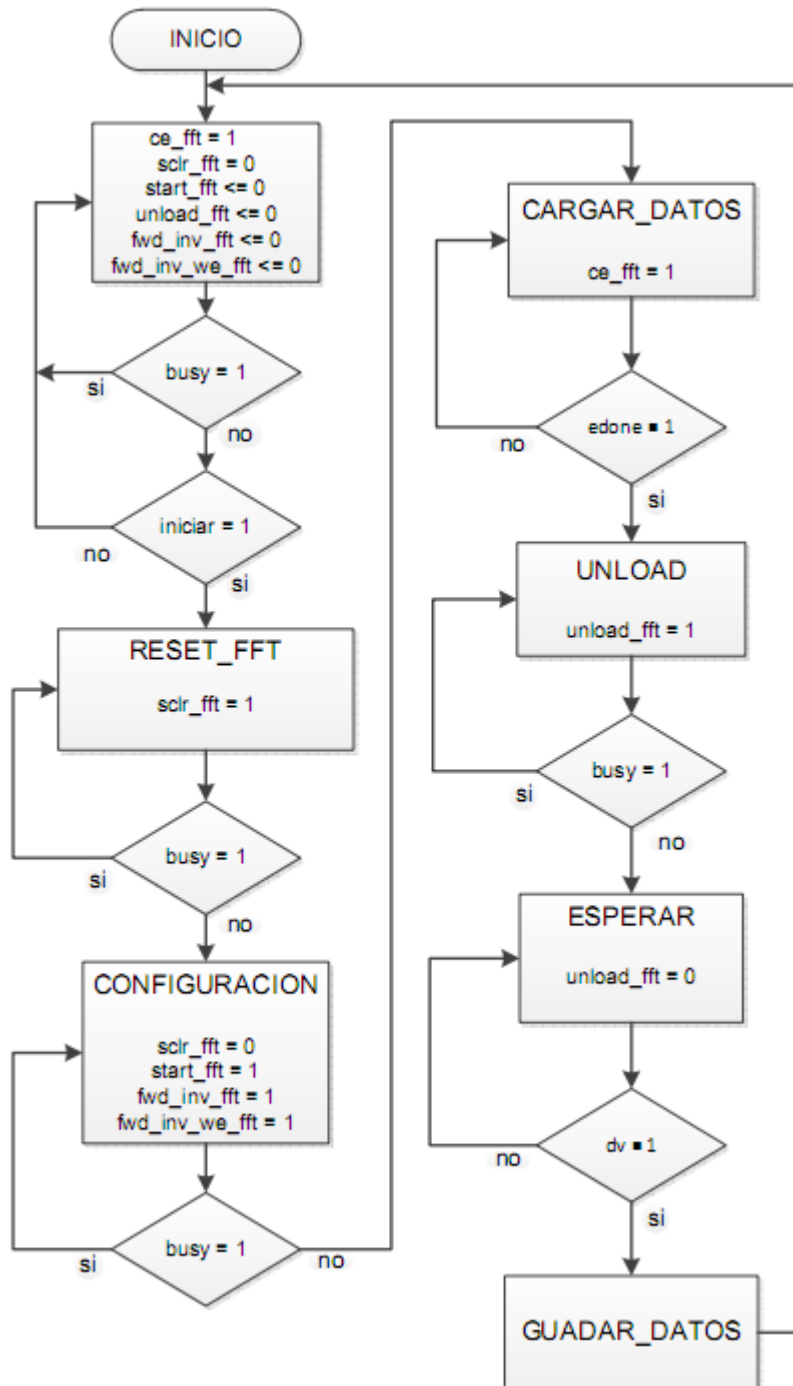 INICIO
ce_fft = 1
sclr_fft = 0
start_fft <= 0
unload_fft <= 0
fwd_inv_fft <= 0
fwd_inv_we_fft <= 0
busy = 1
si
no
iniciar = 1
no
si
RESET_FFT
sclr_fft = 1
busy = 1
si
no
CONFIGURACION
sclr_fft = 0
start_fft = 1
fwd_inv_fft = 1
fwd_inv_we_fft = 1
busy = 1
si
no
CARGAR_DATOS
ce_fft = 1
edone = 1
no
si
UNLOAD
unload_fft = 1
busy = 1
si
no
ESPERAR
unload_fft = 0
dv = 1
no
si
GUADAR_DATOS